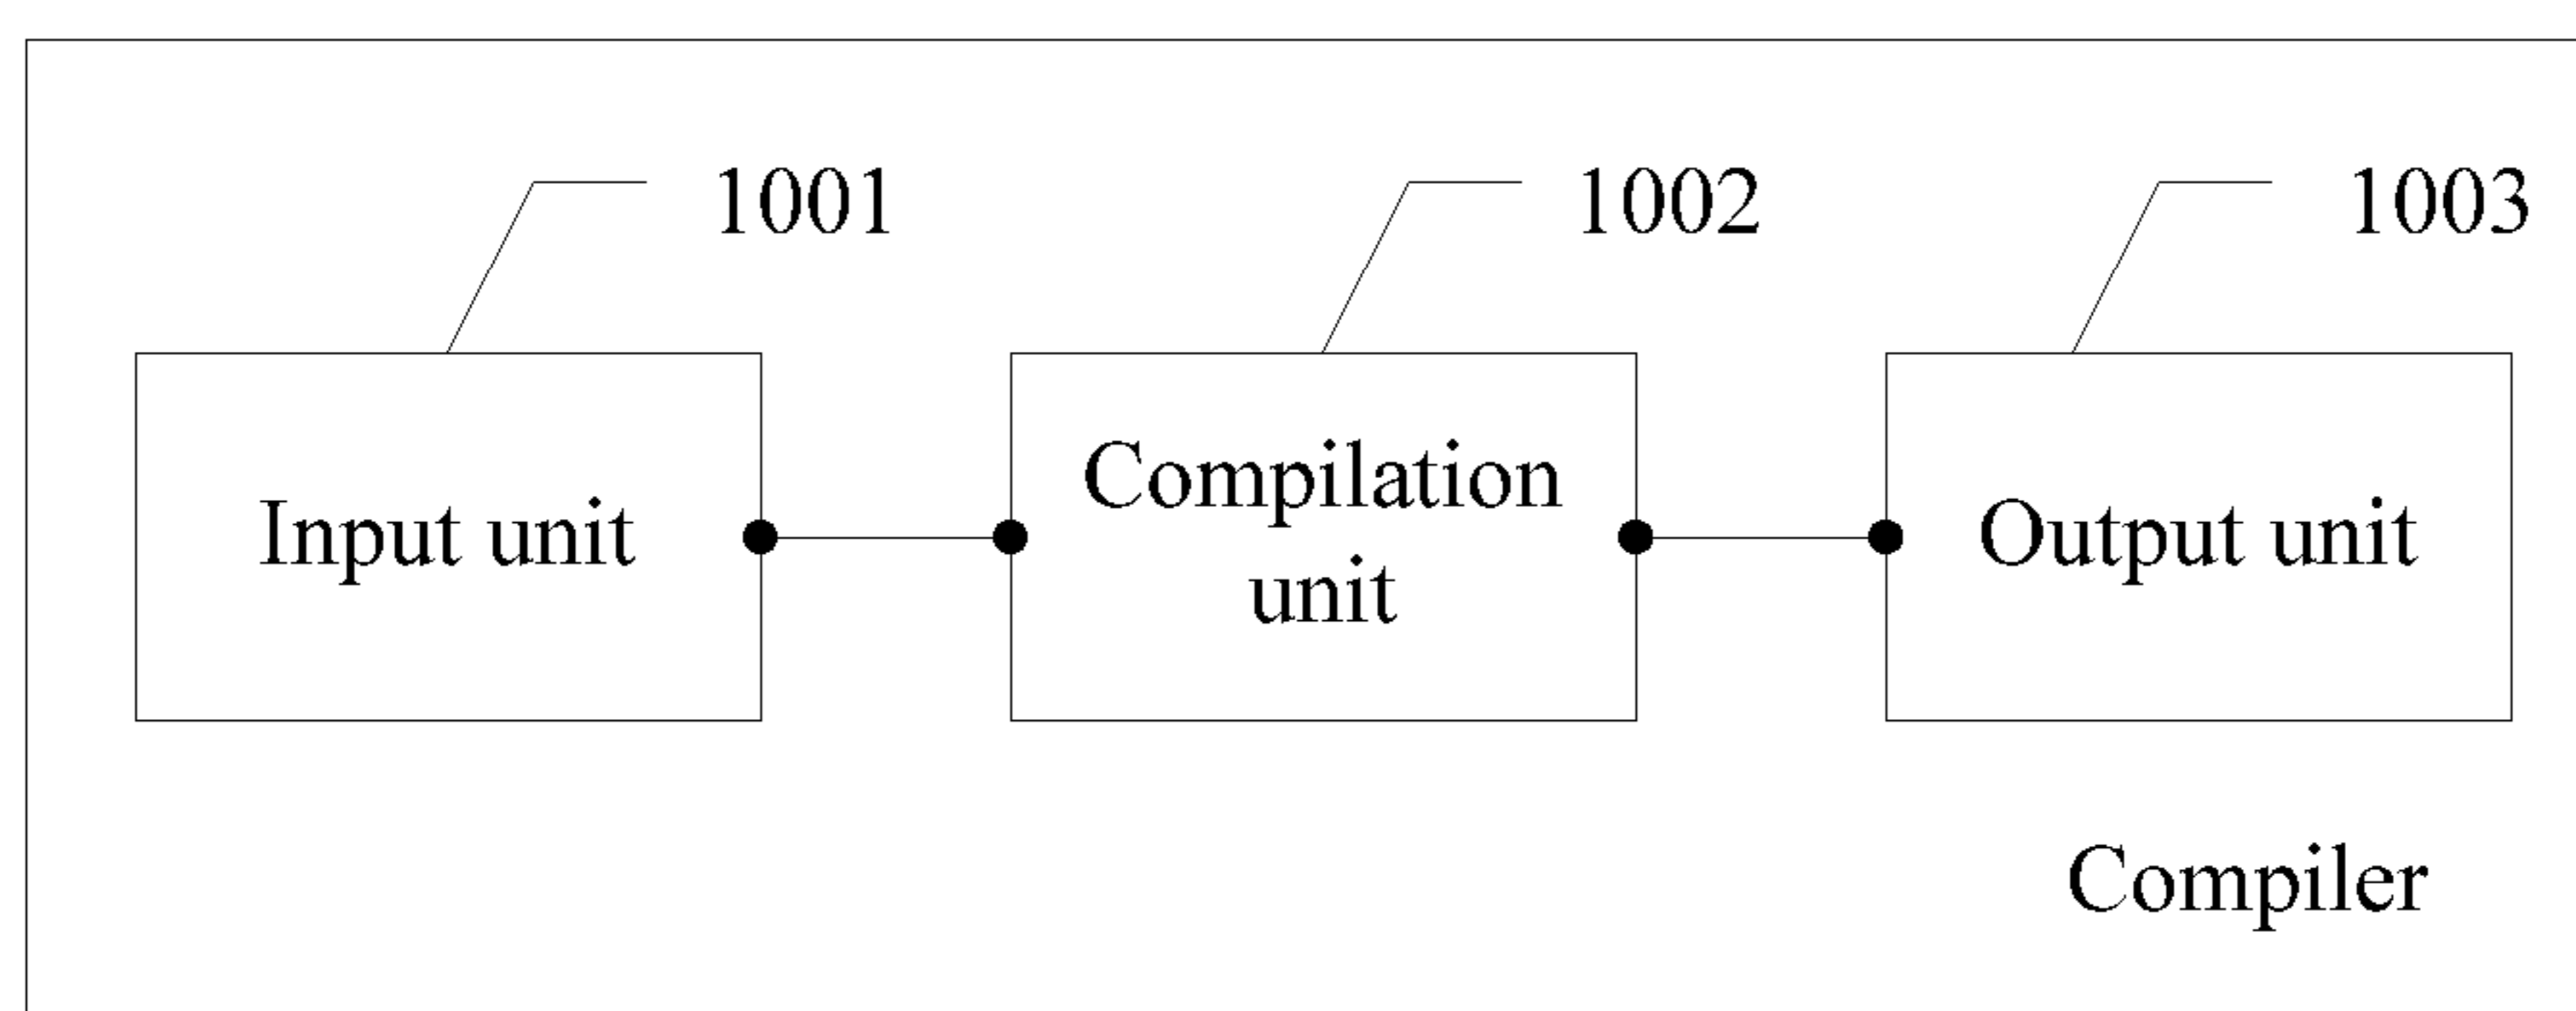 1001
1002
1003
Input unit
Compilation
unit
Output unit
Compiler